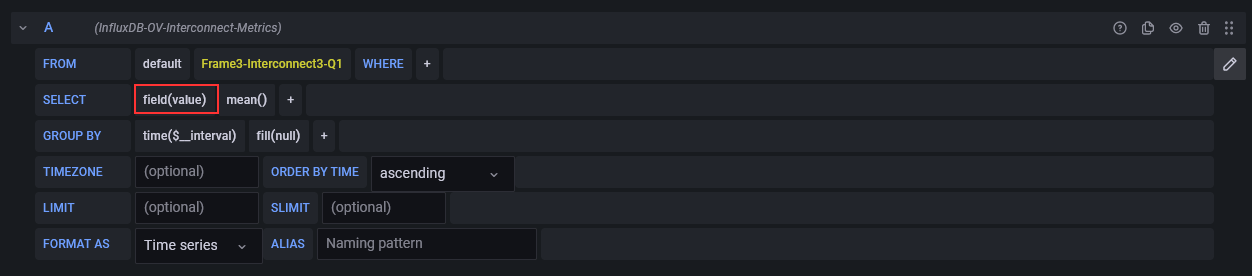 A (InfluxDB-OV-Interconnect-Metrics)
FROM default Frame3-Interconnect3-Q1 WHERE +
SELECT field(value) mean() +
GROUP BY time($__interval) fill(null) +
TIMEZONE (optional) ORDER BY TIME ascending
LIMIT (optional) SLIMIT (optional)
FORMAT AS Time series ALIAS Naming pattern